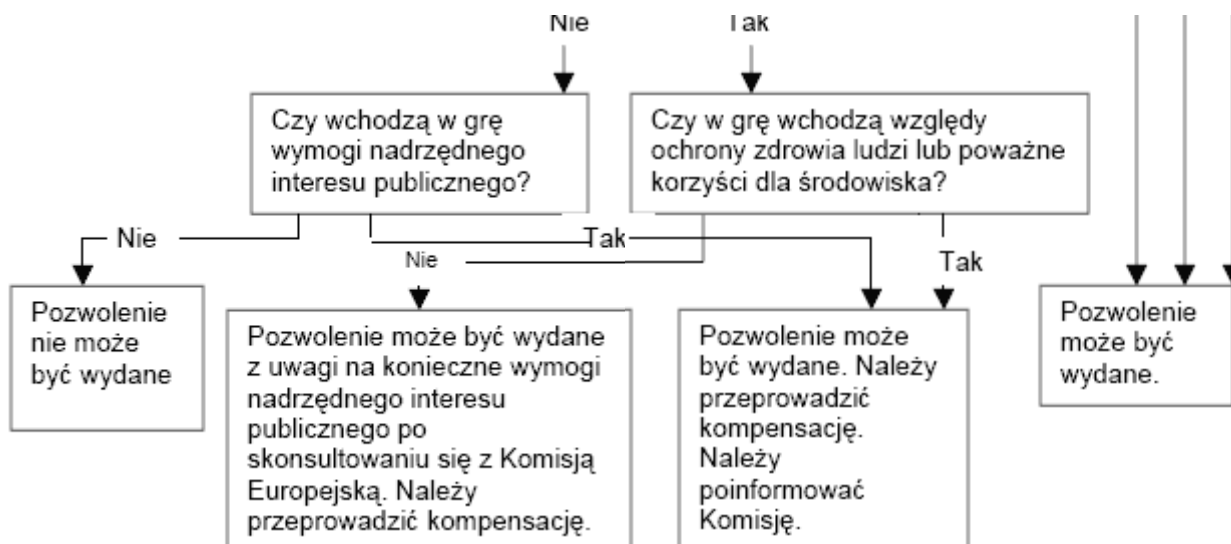 Nie
Tak
Czy wchodzą w grę
wymogi nadrzędnego
interesu publicznego?
Czy w grę wchodzą względy
ochrony zdrowia ludzi lub poważne
korzyści dla środowiska?
Nie
Tak
Nie
Tak
Pozwolenie
nie może
być wydane
Pozwolenie może być wydane
z uwagi na konieczne wymogi
nadrzędnego interesu
publicznego po
skonsultowaniu się z Komisją
Europejską. Należy
przeprowadzić kompensację.
Pozwolenie może
być wydane. Należy
przeprowadzić
kompensację.
Należy
poinformować
Komisję.
Pozwolenie
może być
wydane.